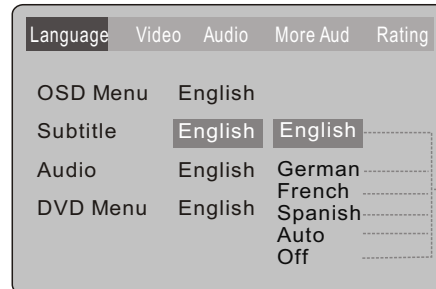 Language Video Audio More Aud Rating
OSD Menu English
Subtitle English English
Audio English German
French
DVD Menu English Spanish
Auto
Off